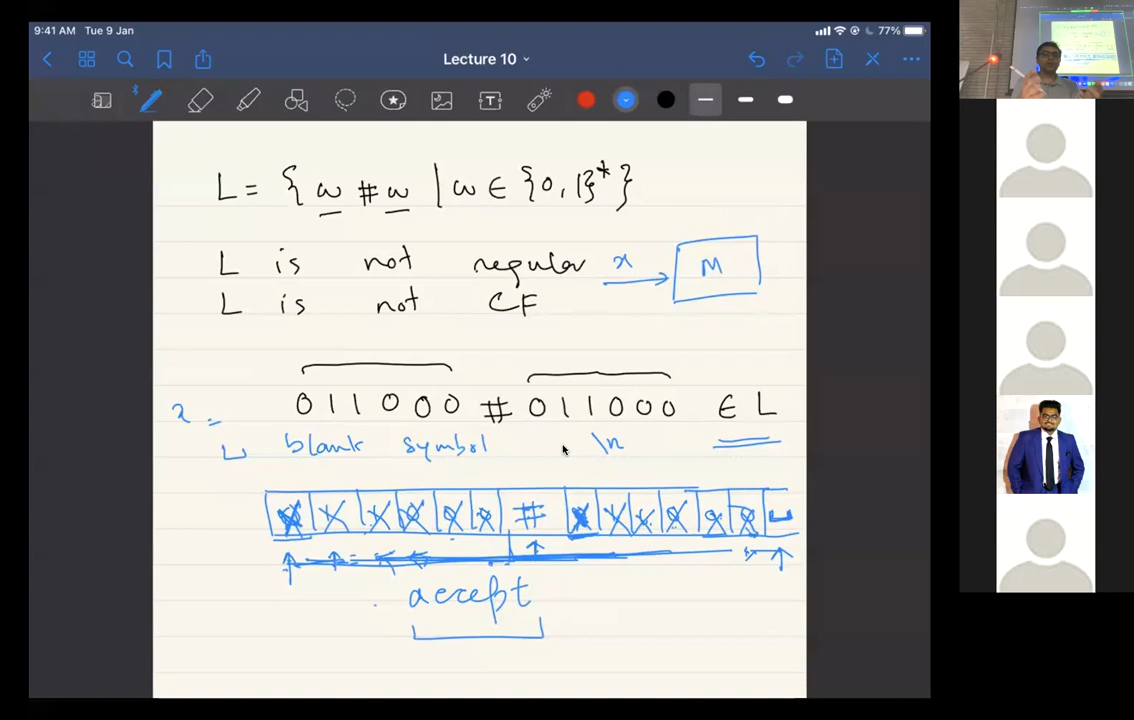 9:41 AM Tue 9 Jan
77%
Lecture 10
L = { w # w | w ∈ {0, 1}* }
L is not regular x M
L is not CF
x = 011000 # 011000 ∈ L
⊔ blank symbol \n
# ⊔
accept